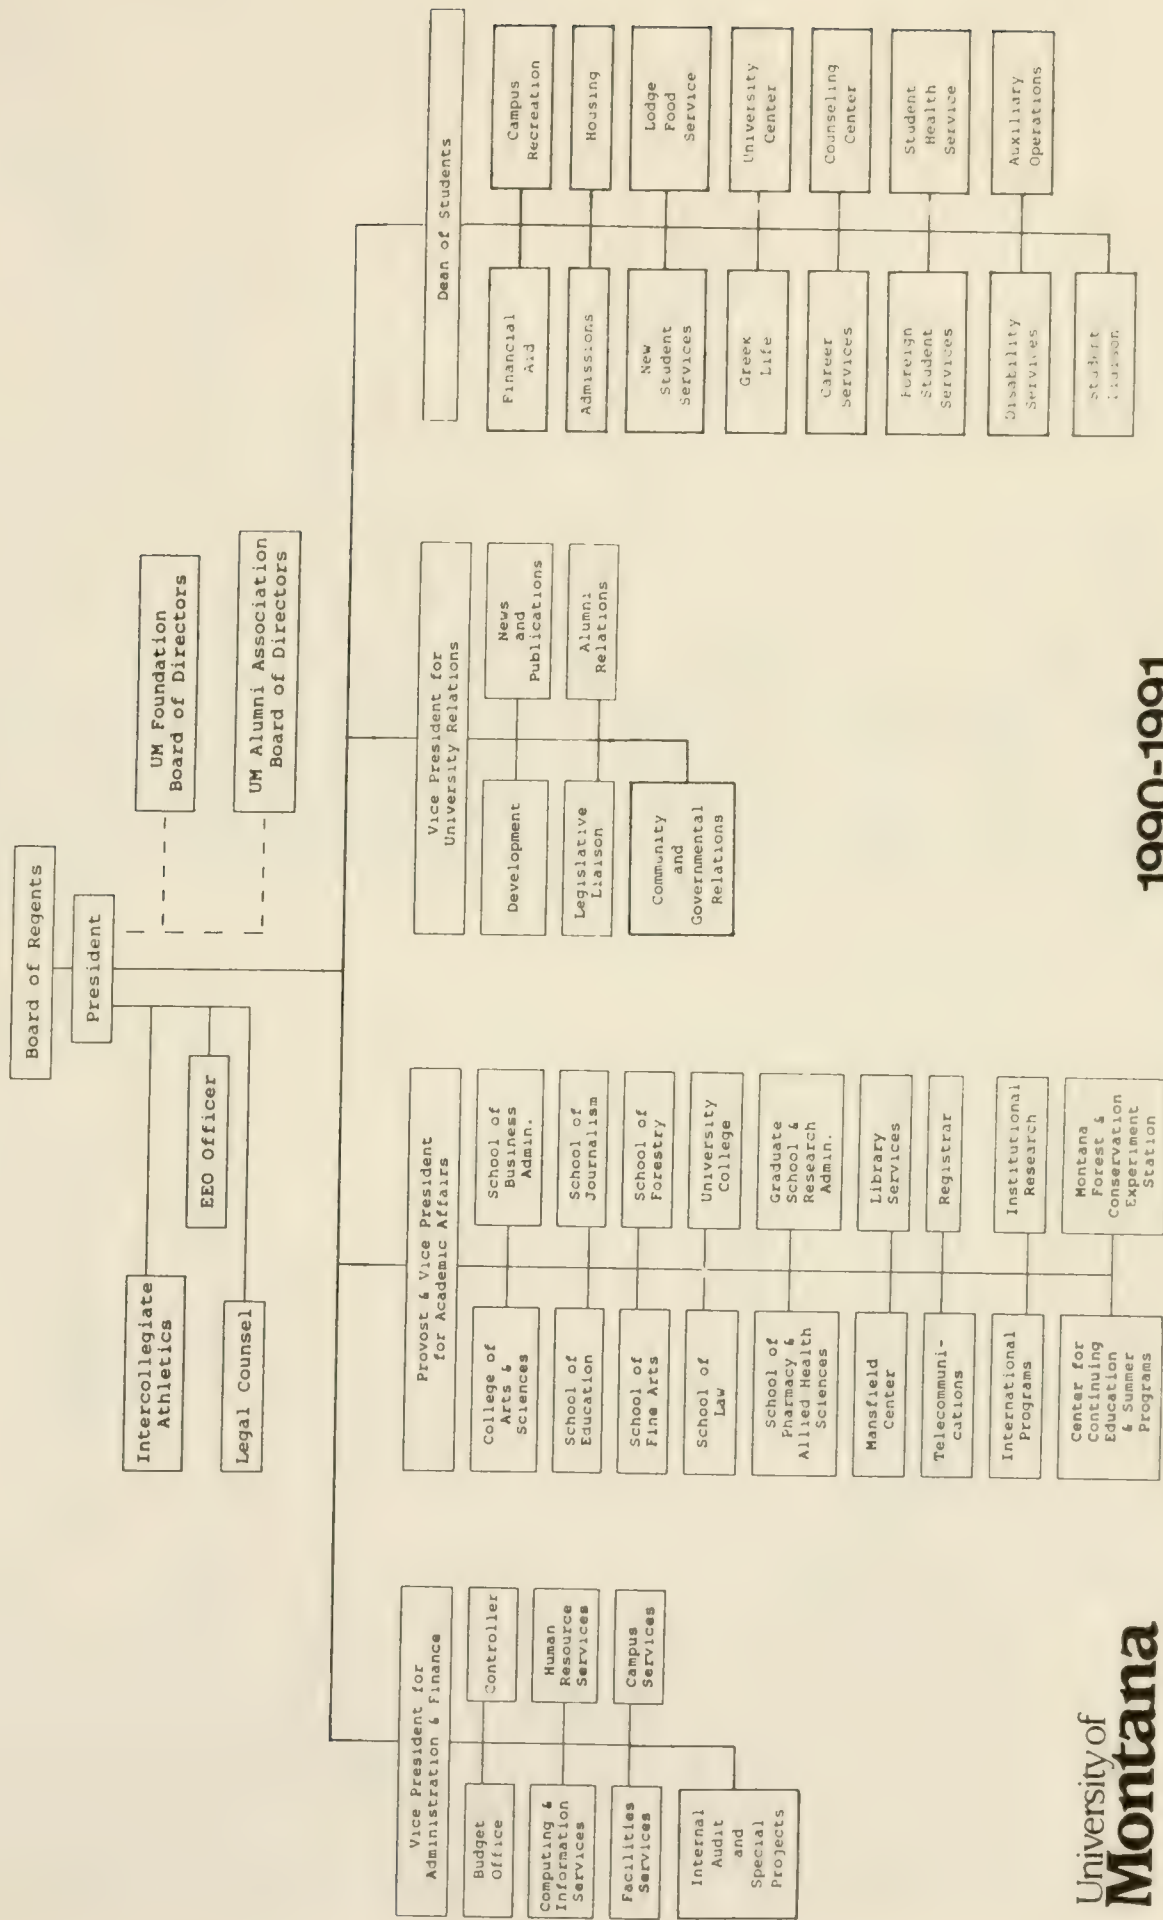 Board of Regents
President
UM Foundation
Board of Directors
UM Alumni Association
Board of Directors
Intercollegiate
Athletics
EEO Officer
Legal Counsel
Vice President for
Administration & Finance
Budget
Office
Controller
Computing &
Information
Services
Human
Resource
Services
Facilities
Services
Campus
Services
Internal
Audit
and
Special
Projects
Provost & Vice President
for Academic Affairs
College of
Arts &
Sciences
School of
Business
Admin.
School of
Education
School of
Journalism
School of
Fine Arts
School of
Forestry
School of
Law
University
College
School of
Pharmacy &
Allied Health
Sciences
Graduate
School &
Research
Admin.
Mansfield
Center
Library
Services
Telecommuni-
cations
Registrar
International
Programs
Institutional
Research
Center for
Continuing
Education
& Summer
Programs
Montana
Forest &
Conservation
Experiment
Station
Vice President for
University Relations
Development
News
and
Publications
Legislative
Liaison
Alumni
Relations
Community
and
Governmental
Relations
Dean of Students
Financial
Aid
Campus
Recreation
Admissions
Housing
New
Student
Services
Lodge
Food
Service
Greek
Life
University
Center
Career
Services
Counseling
Center
Foreign
Student
Services
Student
Health
Service
Disability
Services
Auxiliary
Operations
Student
Liaison
University of
Montana
1990-1991